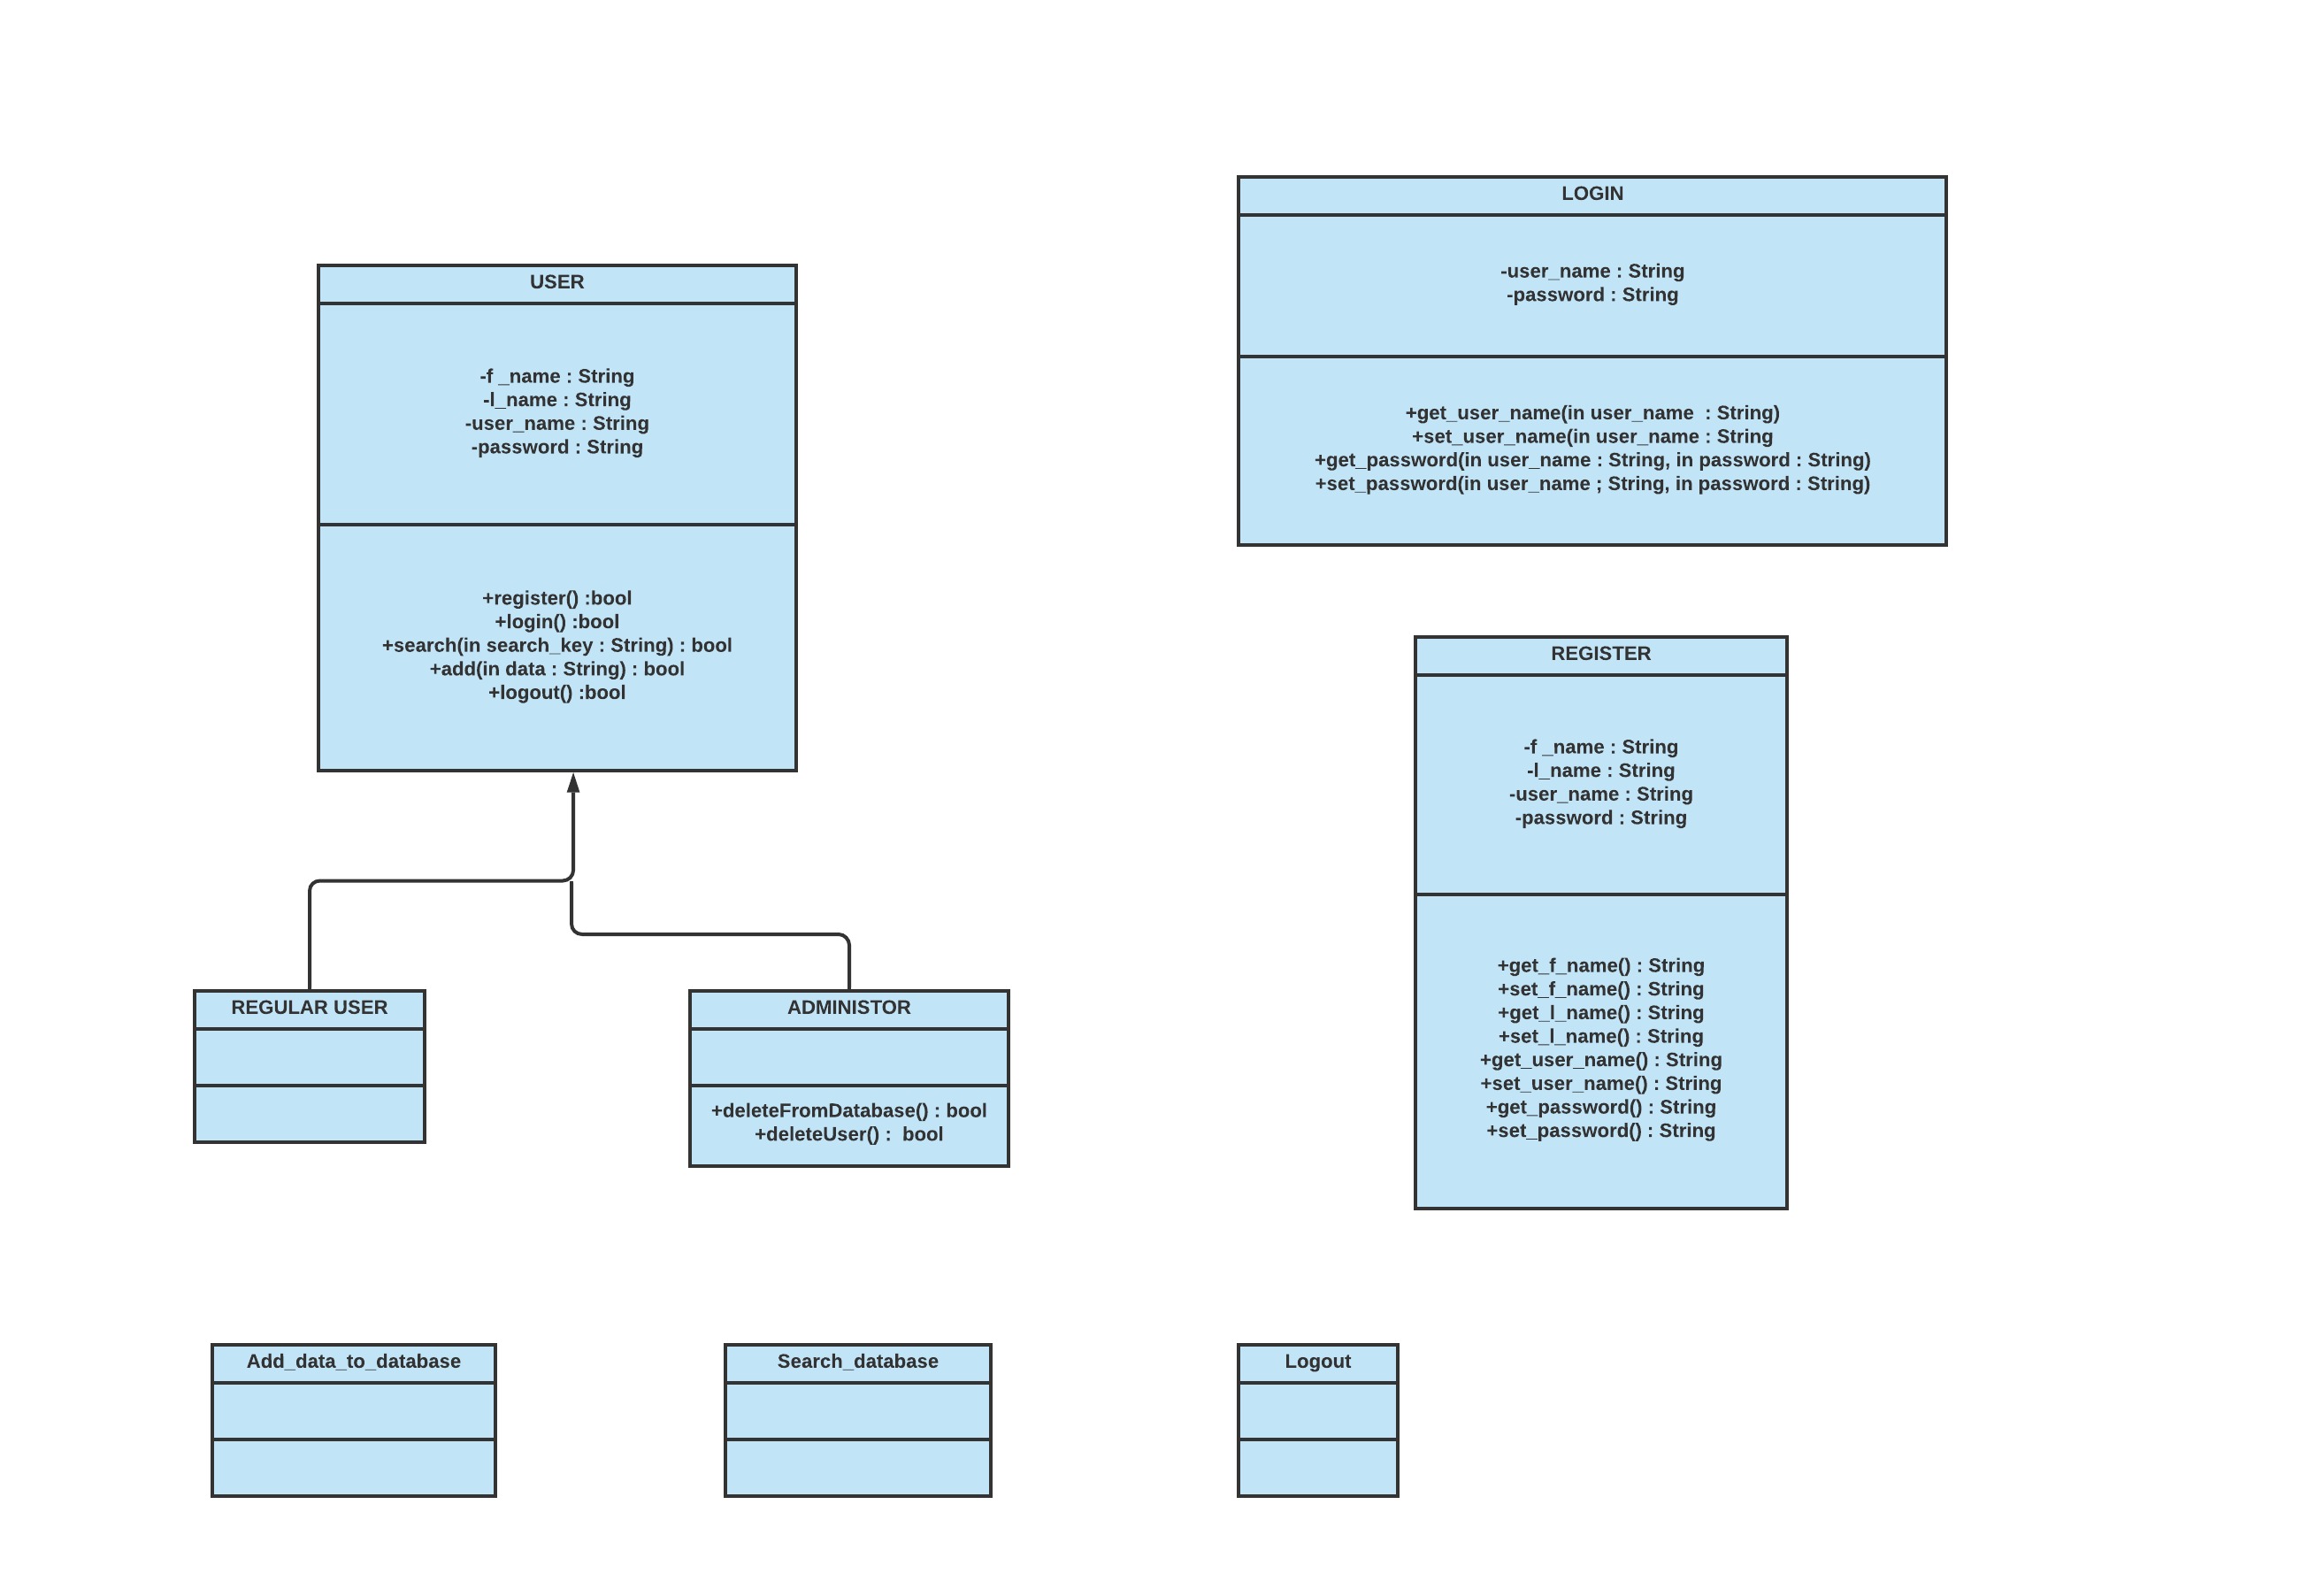 USER
-f _name : String
-l_name : String
-user_name : String
-password : String
+register() :bool
+login() :bool
+search(in search_key : String) : bool
+add(in data : String) : bool
+logout() :bool
LOGIN
-user_name : String
-password : String
+get_user_name(in user_name  : String)
+set_user_name(in user_name : String
+get_password(in user_name : String, in password : String)
+set_password(in user_name ; String, in password : String)
REGISTER
-f _name : String
-l_name : String
-user_name : String
-password : String
+get_f_name() : String
+set_f_name() : String
+get_l_name() : String
+set_l_name() : String
+get_user_name() : String
+set_user_name() : String
+get_password() : String
+set_password() : String
REGULAR USER
ADMINISTOR
+deleteFromDatabase() : bool
+deleteUser() :  bool
Add_data_to_database
Search_database
Logout